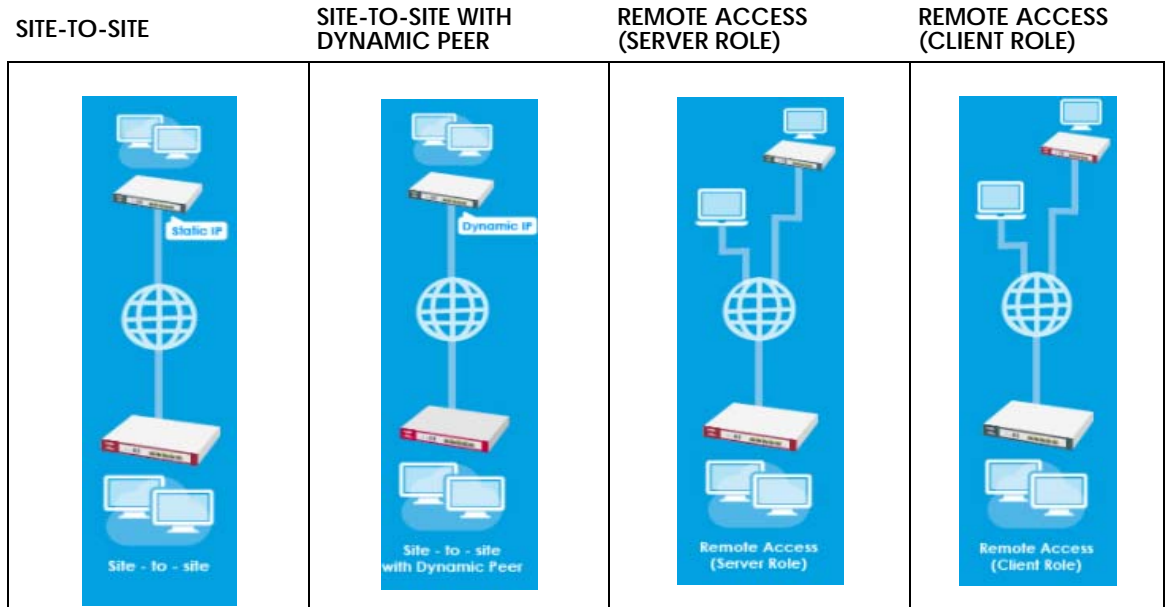 SITE-TO-SITE
SITE-TO-SITE WITH
DYNAMIC PEER
REMOTE ACCESS
(SERVER ROLE)
REMOTE ACCESS
(CLIENT ROLE)
Static IP
Site - to - site
Dynamic IP
Site - to - site
with Dynamic Peer
Remote Access
(Server Role)
Remote Access
(Client Role)